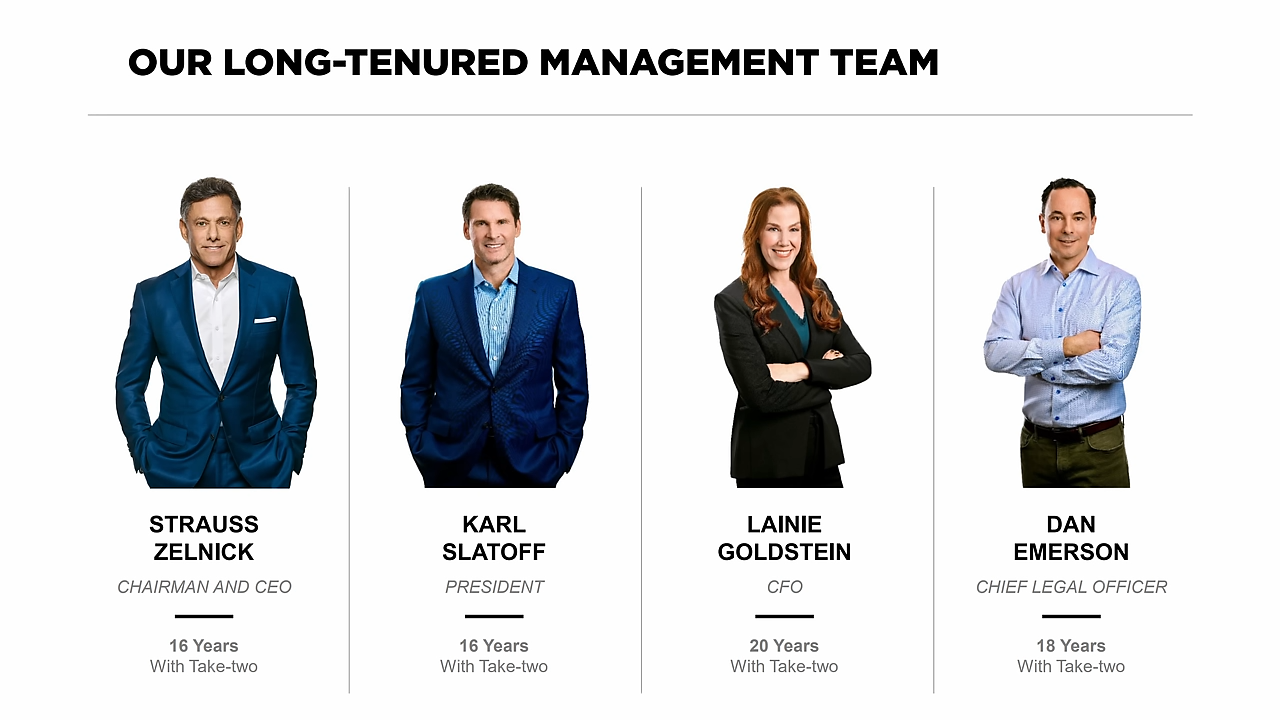 OUR LONG-TENURED MANAGEMENT TEAM
STRAUSS
ZELNICK
CHAIRMAN AND CEO
16 Years
With Take-two
KARL
SLATOFF
PRESIDENT
16 Years
With Take-two
LAINIE
GOLDSTEIN
CFO
20 Years
With Take-two
DAN
EMERSON
CHIEF LEGAL OFFICER
18 Years
With Take-two